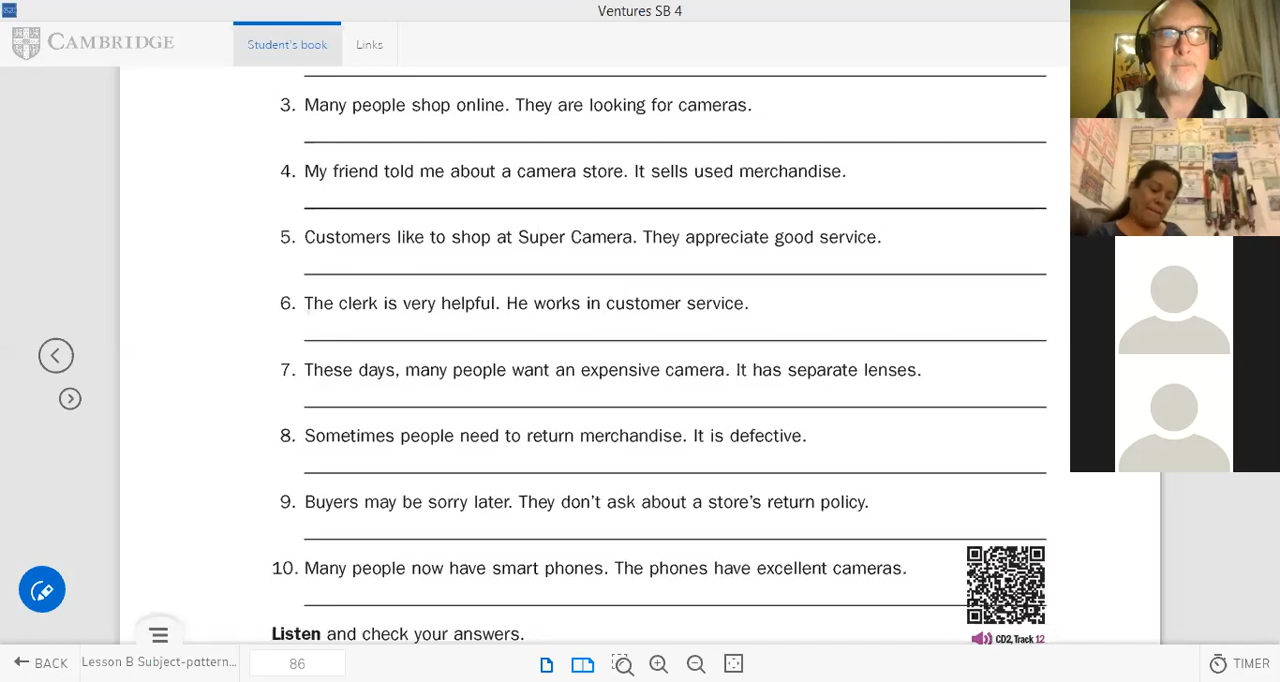 Ventures SB 4
CAMBRIDGE
Student's book
Links
3. Many people shop online. They are looking for cameras.
4. My friend told me about a camera store. It sells used merchandise.
5. Customers like to shop at Super Camera. They appreciate good service.
6. The clerk is very helpful. He works in customer service.
7. These days, many people want an expensive camera. It has separate lenses.
8. Sometimes people need to return merchandise. It is defective.
9. Buyers may be sorry later. They don't ask about a store's return policy.
10. Many people now have smart phones. The phones have excellent cameras.
Listen and check your answers.
CD2, Track 12
BACK
Lesson B Subject-pattern...
86
TIMER